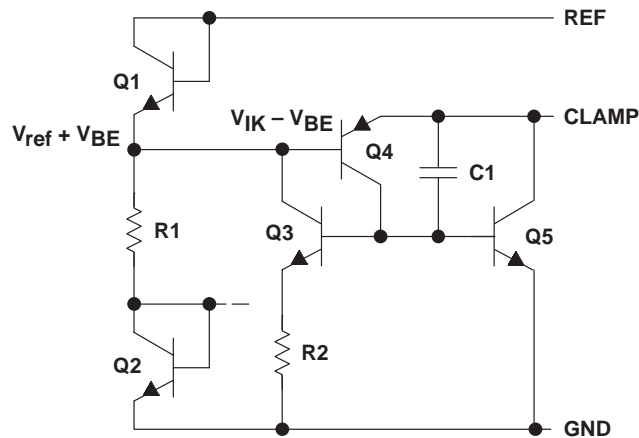 REF
Q1
V_ref + V_BE
V_IK – V_BE
CLAMP
Q4
C1
R1
Q3
Q5
Q2
R2
GND